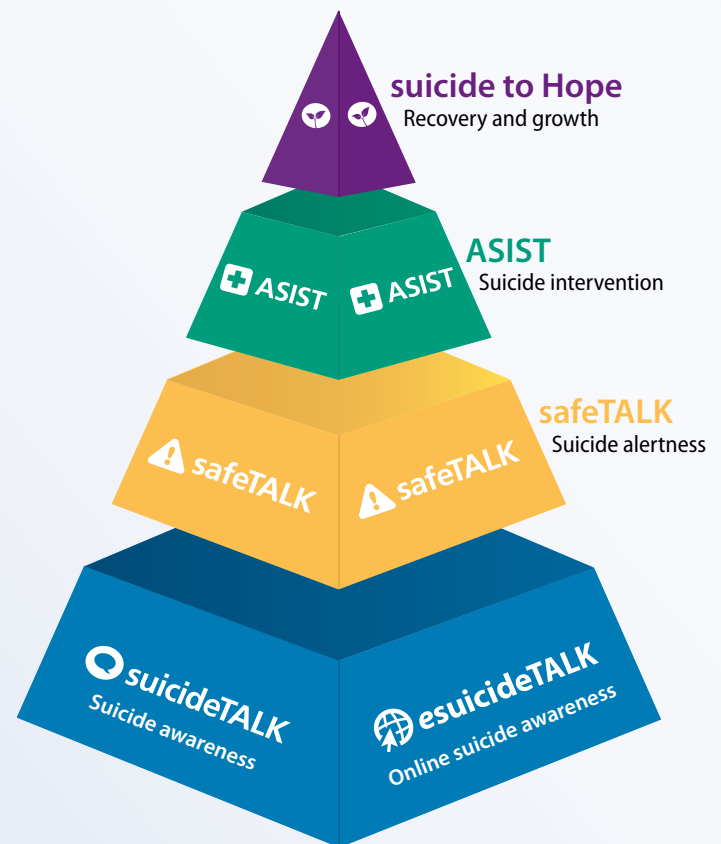 suicide to Hope
Recovery and growth
ASIST
Suicide intervention
ASIST
ASIST
safeTALK
Suicide alertness
safeTALK
safeTALK
suicideTALK
Suicide awareness
esuicideTALK
Online suicide awareness